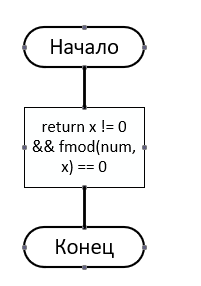 Начало
return x != 0
&& fmod(num,
x) == 0
Конец